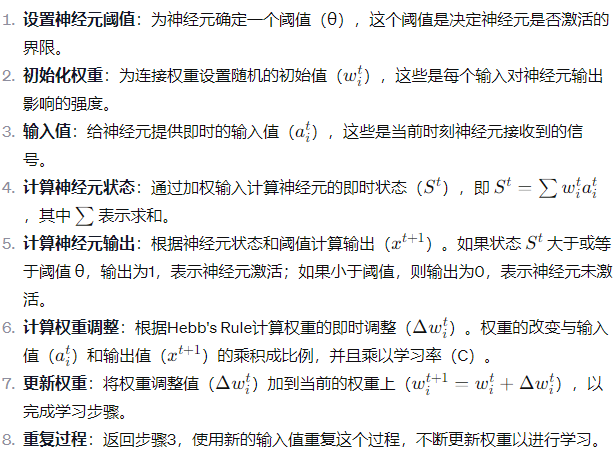 1. 设置神经元阈值：为神经元确定一个阈值（θ），这个阈值是决定神经元是否激活的
界限。
2. 初始化权重：为连接权重设置随机的初始值（w_i^t），这些是每个输入对神经元输出
影响的强度。
3. 输入值：给神经元提供即时的输入值（a_i^t），这些是当前时刻神经元接收到的信
号。
4. 计算神经元状态：通过加权输入计算神经元的即时状态（S^t），即 S^t = ∑ w_i^t a_i^t
，其中 ∑ 表示求和。
5. 计算神经元输出：根据神经元状态和阈值计算输出（x^{t+1}）。如果状态 S^t 大于或等
于阈值 θ，输出为1，表示神经元激活；如果小于阈值，则输出为0，表示神经元未激
活。
6. 计算权重调整：根据Hebb's Rule计算权重的即时调整（Δw_i^t）。权重的改变与输入
值（a_i^t）和输出值（x^{t+1}）的乘积成比例，并且乘以学习率（C）。
7. 更新权重：将权重调整值（Δw_i^t）加到当前的权重上（w_i^{t+1} = w_i^t + Δw_i^t），以
完成学习步骤。
8. 重复过程：返回步骤3，使用新的输入值重复这个过程，不断更新权重以进行学习。